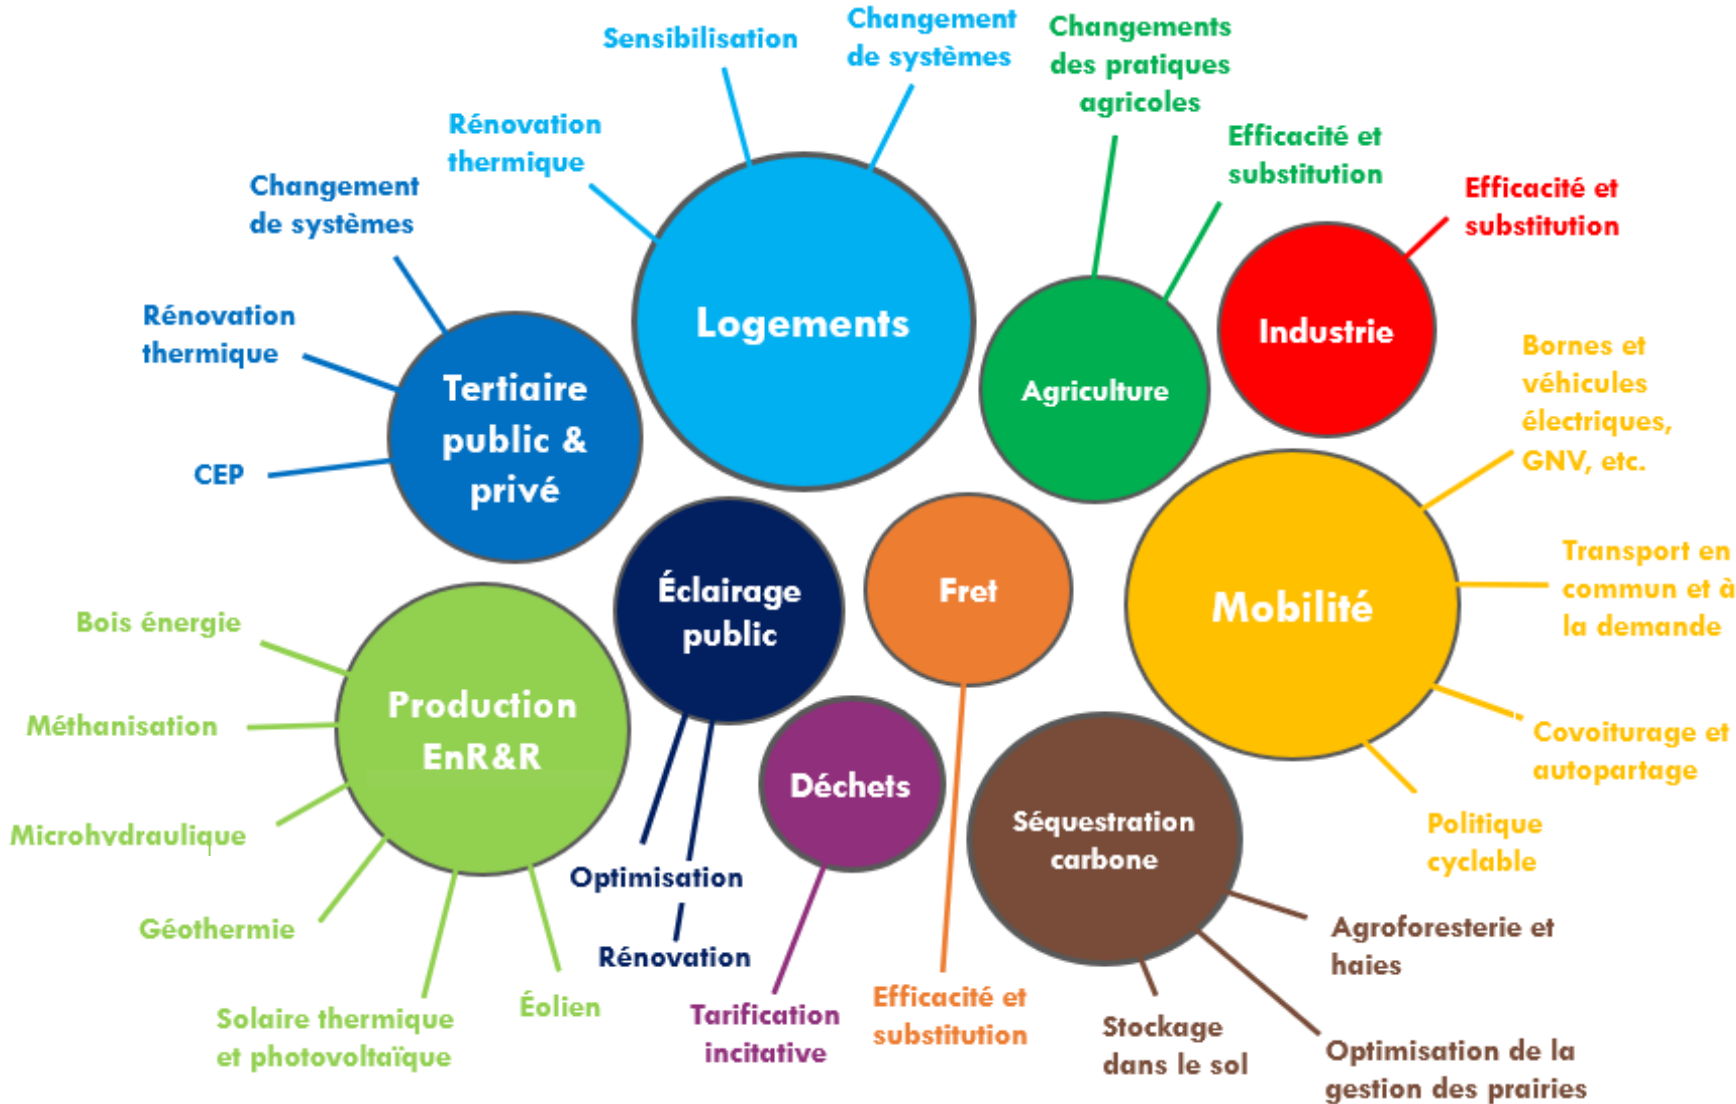 Sensibilisation
Changement
de systèmes
Changements
des pratiques
agricoles
Rénovation
thermique
Efficacité et
substitution
Changement
de systèmes
Efficacité et
substitution
Logements
Industrie
Agriculture
Rénovation
thermique
Tertiaire
public &
privé
CEP
Bornes et
véhicules
électriques,
GNV, etc.
Éclairage
public
Fret
Mobilité
Transport en
commun et à
la demande
Bois énergie
Méthanisation
Microhydraulique
Géothermie
Solaire thermique
et photovoltaïque
Éolien
Production
EnR&R
Déchets
Séquestration
carbone
Covoiturage et
autopartage
Politique
cyclable
Optimisation
Rénovation
Tarification
incitative
Efficacité et
substitution
Agroforesterie et
haies
Stockage
dans le sol
Optimisation de la
gestion des prairies